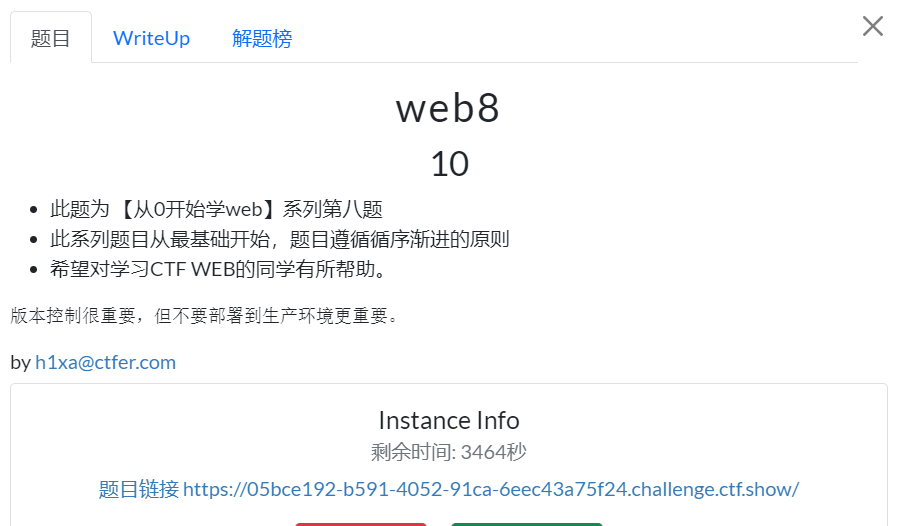 题目 WriteUp 解题榜
web8
10
此题为 【从0开始学web】系列第八题
此系列题目从最基础开始，题目遵循循序渐进的原则
希望对学习CTF WEB的同学有所帮助。
版本控制很重要，但不要部署到生产环境更重要。
by h1xa@ctfer.com
Instance Info
剩余时间: 3464秒
题目链接 https://05bce192-b591-4052-91ca-6eec43a75f24.challenge.ctf.show/